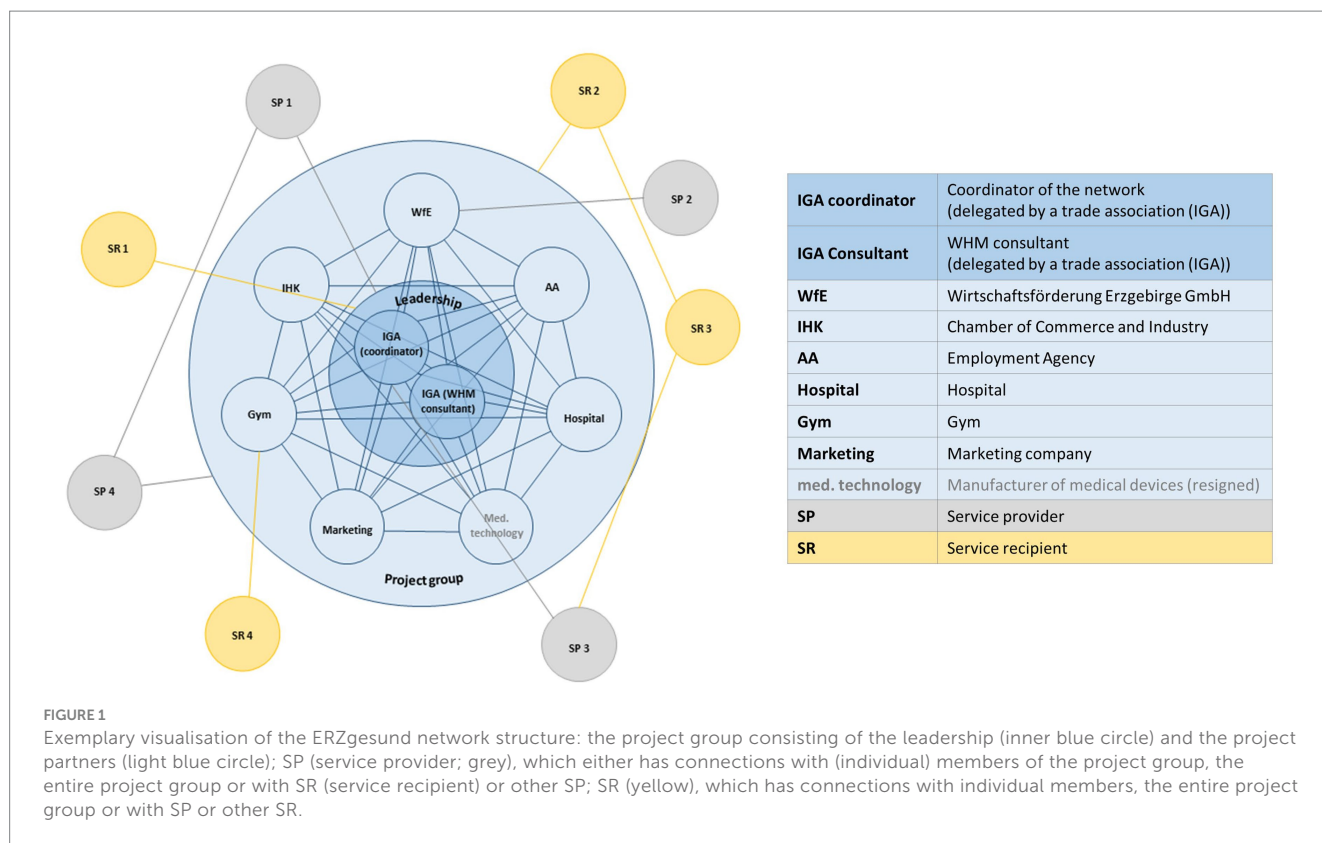 SP 1
SR 2
SP 2
WfE
SR 1
IHK
AA
Leadership
IGA
(coordinator)
SR 3
IGA (WHM
consultant)
Gym
Hospital
SP 4
Marketing
Med.
technology
Project group
SR 4
SP 3
IGA coordinator
Coordinator of the network
(delegated by a trade association (IGA))
IGA Consultant
WHM consultant
(delegated by a trade association (IGA))
WfE
Wirtschaftsförderung Erzgebirge GmbH
IHK
Chamber of Commerce and Industry
AA
Employment Agency
Hospital
Hospital
Gym
Gym
Marketing
Marketing company
med. technology
Manufacturer of medical devices (resigned)
SP
Service provider
SR
Service recipient
FIGURE 1
Exemplary visualisation of the ERZgesund network structure: the project group consisting of the leadership (inner blue circle) and the project
partners (light blue circle); SP (service provider; grey), which either has connections with (individual) members of the project group, the
entire project group or with SR (service recipient) or other SP; SR (yellow), which has connections with individual members, the entire project
group or with SP or other SR.